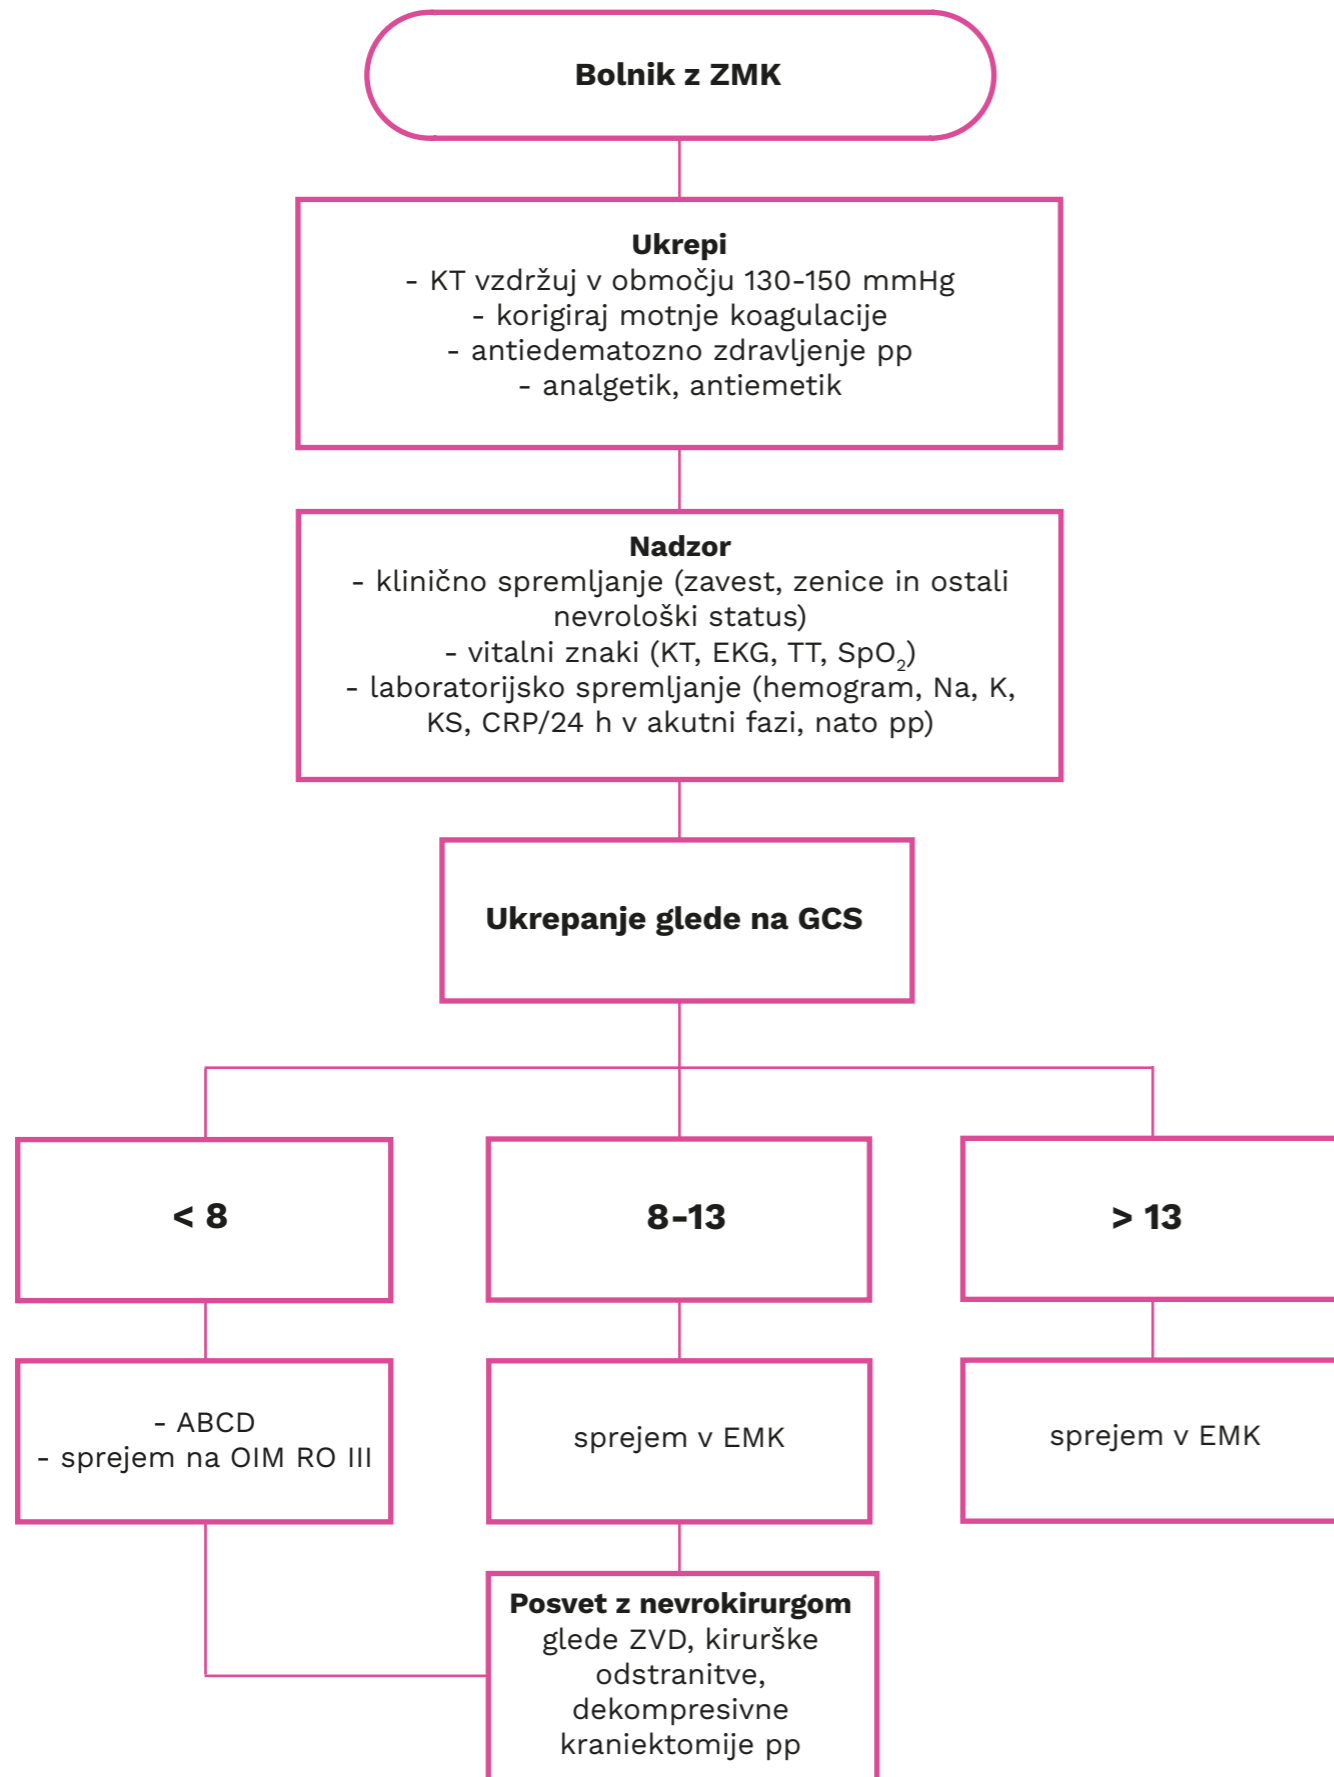 Bolnik z ZMK
Ukrepi
- KT vzdržuj v območju 130-150 mmHg
- korigiraj motnje koagulacije
- antiedematozno zdravljenje pp
- analgetik, antiemetik
Nadzor
- klinično spremljanje (zavest, zenice in ostali
nevrološki status)
- vitalni znaki (KT, EKG, TT, SpO₂)
- laboratorijsko spremljanje (hemogram, Na, K,
KS, CRP/24 h v akutni fazi, nato pp)
Ukrepanje glede na GCS
< 8
8-13
> 13
- ABCD
- sprejem na OIM RO III
sprejem v EMK
sprejem v EMK
Posvet z nevrokirurgom
glede ZVD, kirurške
odstranitve,
dekompresivne
kraniektomije pp